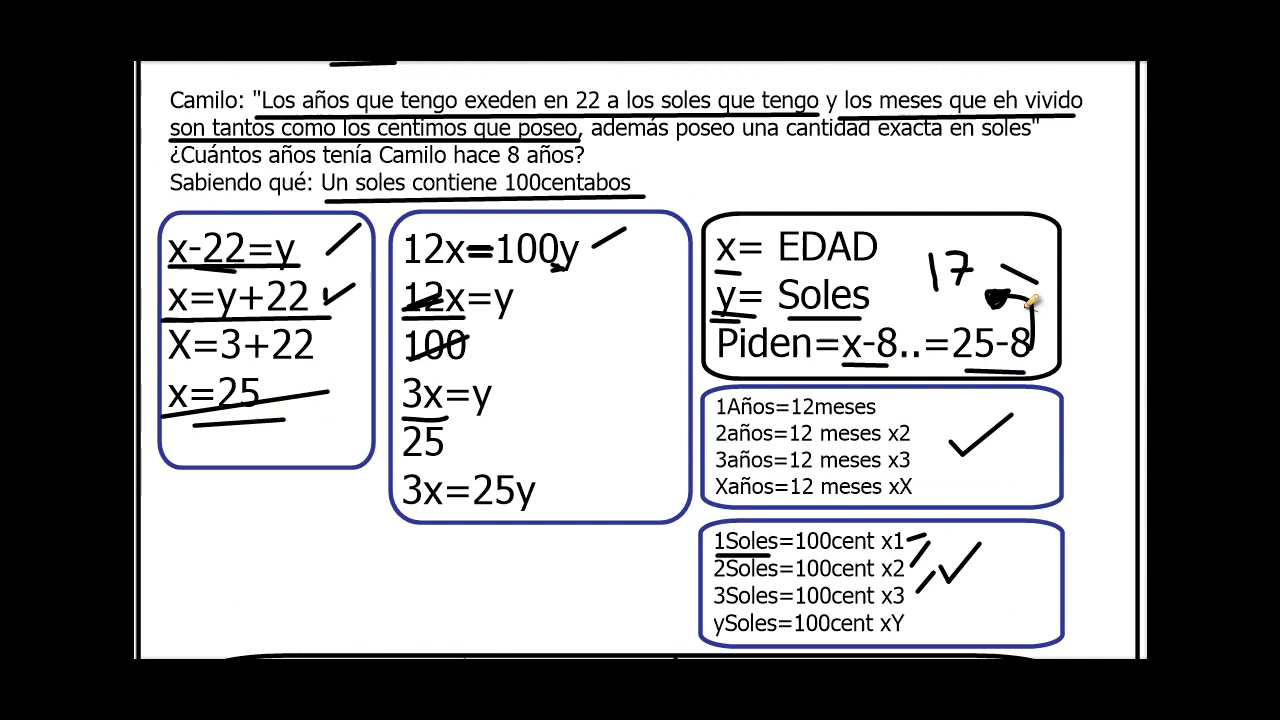 Camilo: "Los años que tengo exeden en 22 a los soles que tengo y los meses que eh vivido
son tantos como los centimos que poseo, además poseo una cantidad exacta en soles"
¿Cuántos años tenía Camilo hace 8 años?
Sabiendo qué: Un soles contiene 100centabos
x-22=y
x=y+22
X=3+22
x=25
12x=100y
12x=y
100
3x=y
25
3x=25y
x= EDAD
17
y= Soles
Piden=x-8..=25-8
1Años=12meses
2años=12 meses x2
3años=12 meses x3
Xaños=12 meses xX
1Soles=100cent x1
2Soles=100cent x2
3Soles=100cent x3
ySoles=100cent xY